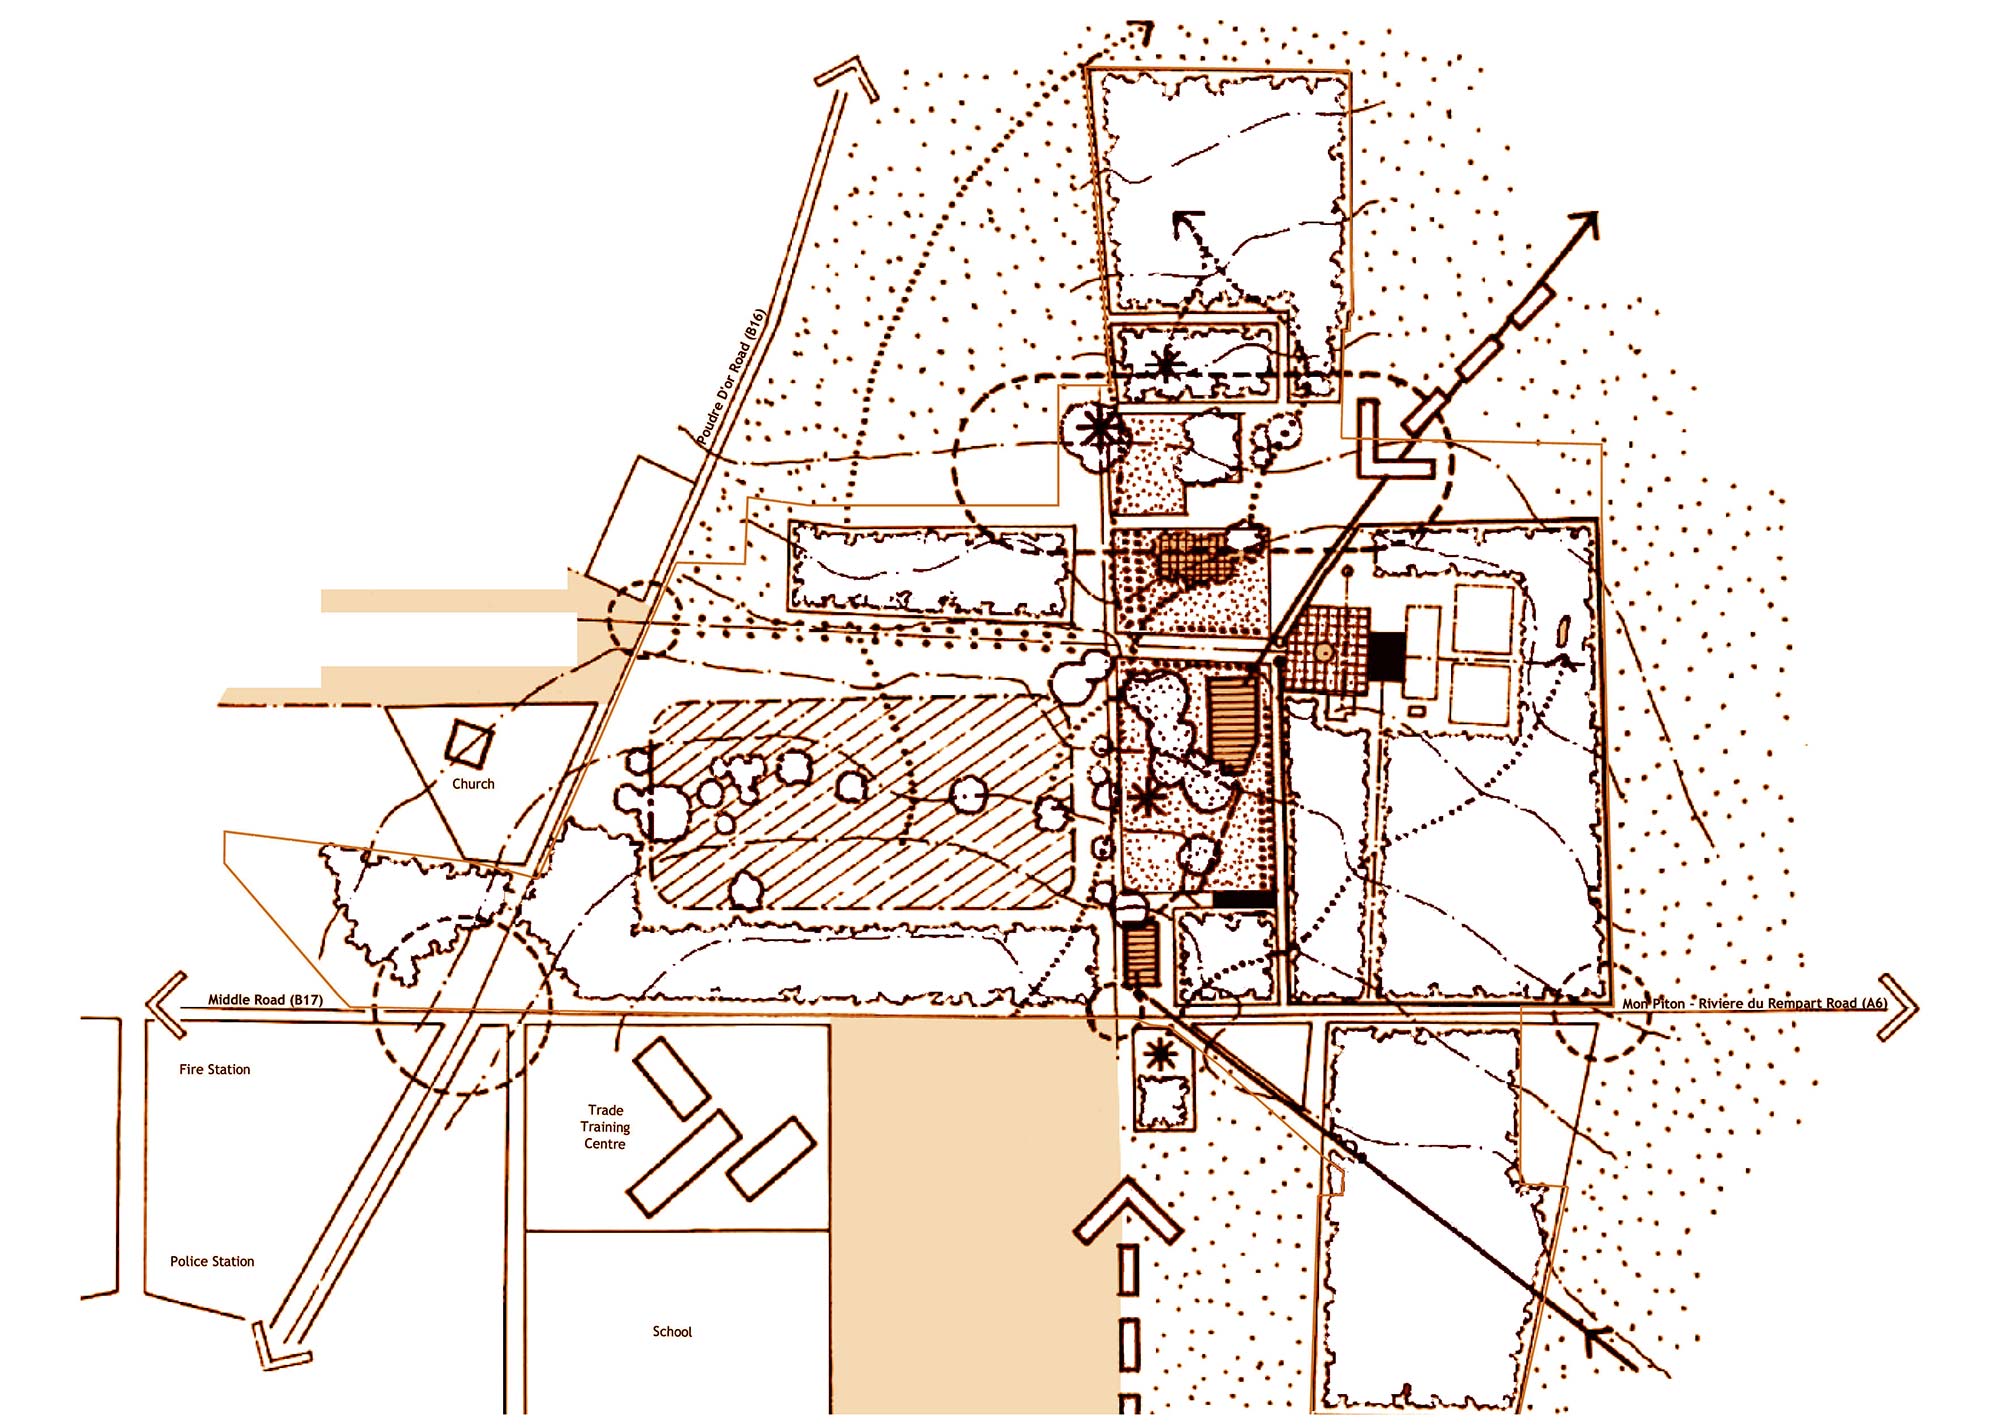 Poudre D'or Road (B16)
Church
Middle Road (B17)
Mon Piton - Riviere du Rempart Road (A6)
Fire Station
Trade
Training
Centre
Police Station
School